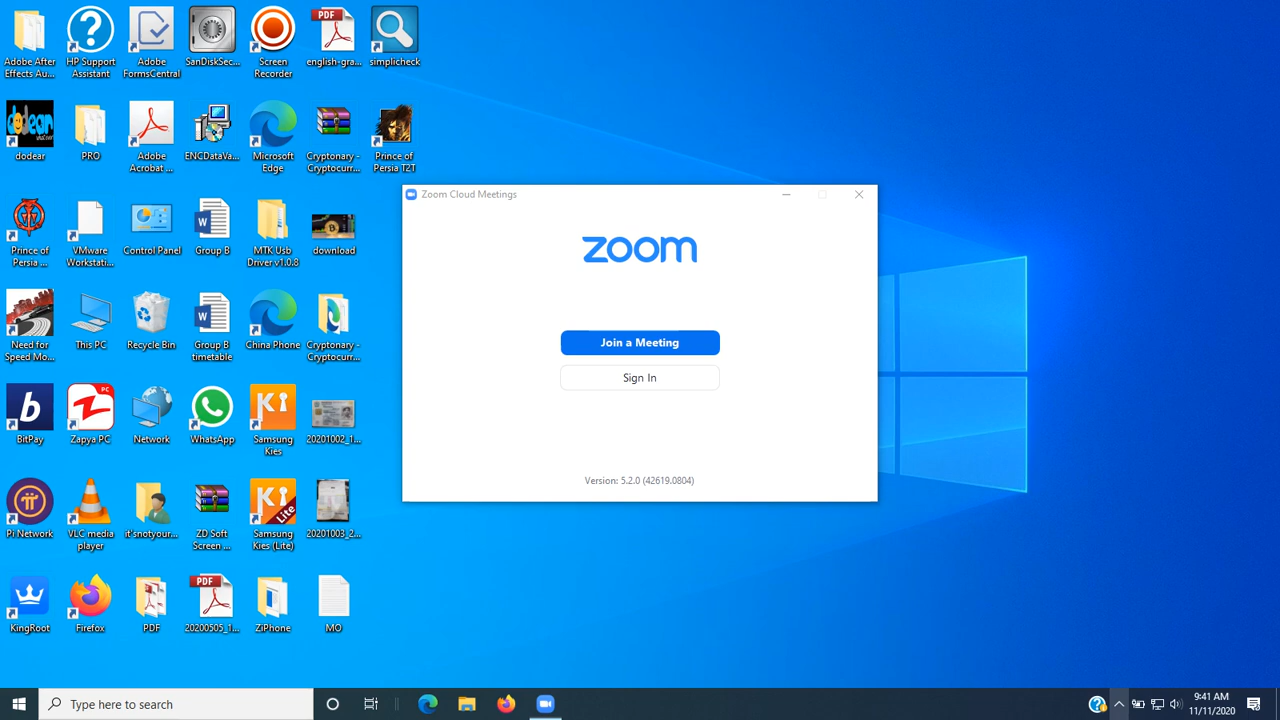 Adobe After
Effects Au...
HP Support
Assistant
Adobe
FormsCentral
SanDiskSec...
Screen
Recorder
PDF
english-gra...
simplicheck
dodear
dodear
PRO
Adobe
Acrobat ...
ENCDataVa...
Microsoft
Edge
Cryptonary -
Cryptocurr...
Prince of
Persia T2T
Prince of
Persia ...
VMware
Workstati...
Control Panel
W
Group B
MTK Usb
Driver v1.0.8
download
Need for
Speed Mo...
This PC
Recycle Bin
W
Group B
timetable
China Phone
Cryptonary -
Cryptocurr...
b
BitPay
PC
Zapya PC
Network
WhatsApp
Ki
Samsung
Kies
20201002_1...
Pi Network
VLC media
player
it'snotyour...
ZD Soft
Screen ...
Ki
Lite
Samsung
Kies (Lite)
20201003_2...
KingRoot
Firefox
PDF
PDF
20200505_1...
ZiPhone
MO
Zoom Cloud Meetings
zoom
Join a Meeting
Sign In
Version: 5.2.0 (42619.0804)
Type here to search
9:41 AM
11/11/2020